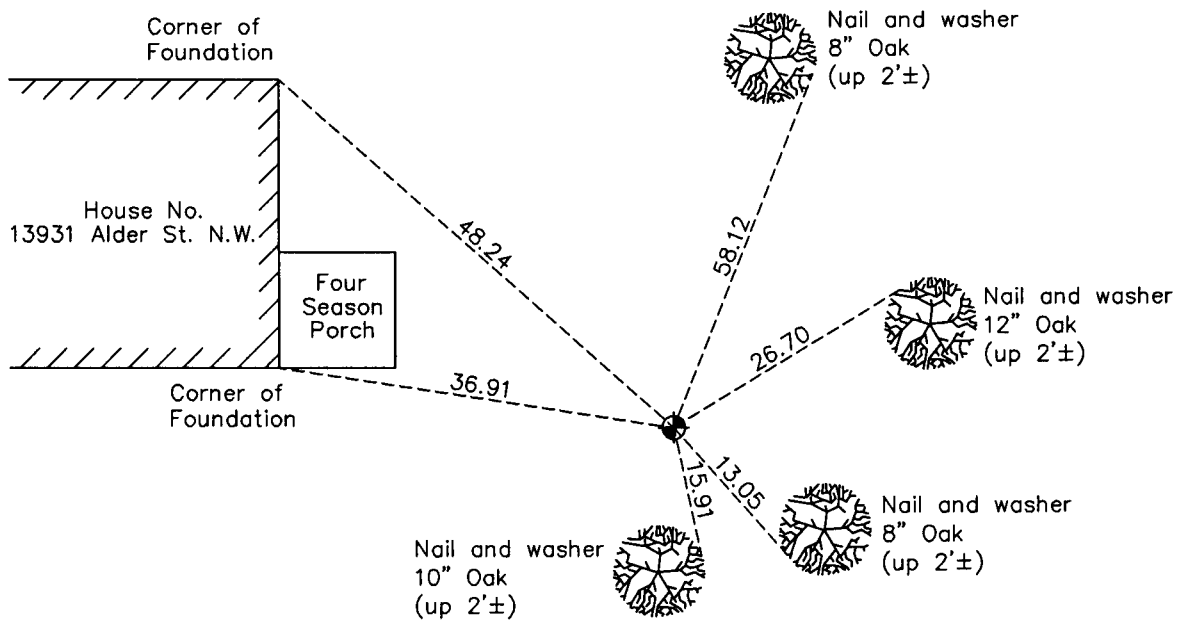 Corner of
Foundation
Nail and washer
8" Oak
(up 2'±)
House No.
13931 Alder St. N.W.
Four
Season
Porch
48.24
58.12
Nail and washer
12" Oak
(up 2'±)
26.70
36.91
Corner of
Foundation
15.91
13.05
Nail and washer
8" Oak
(up 2'±)
Nail and washer
10" Oak
(up 2'±)